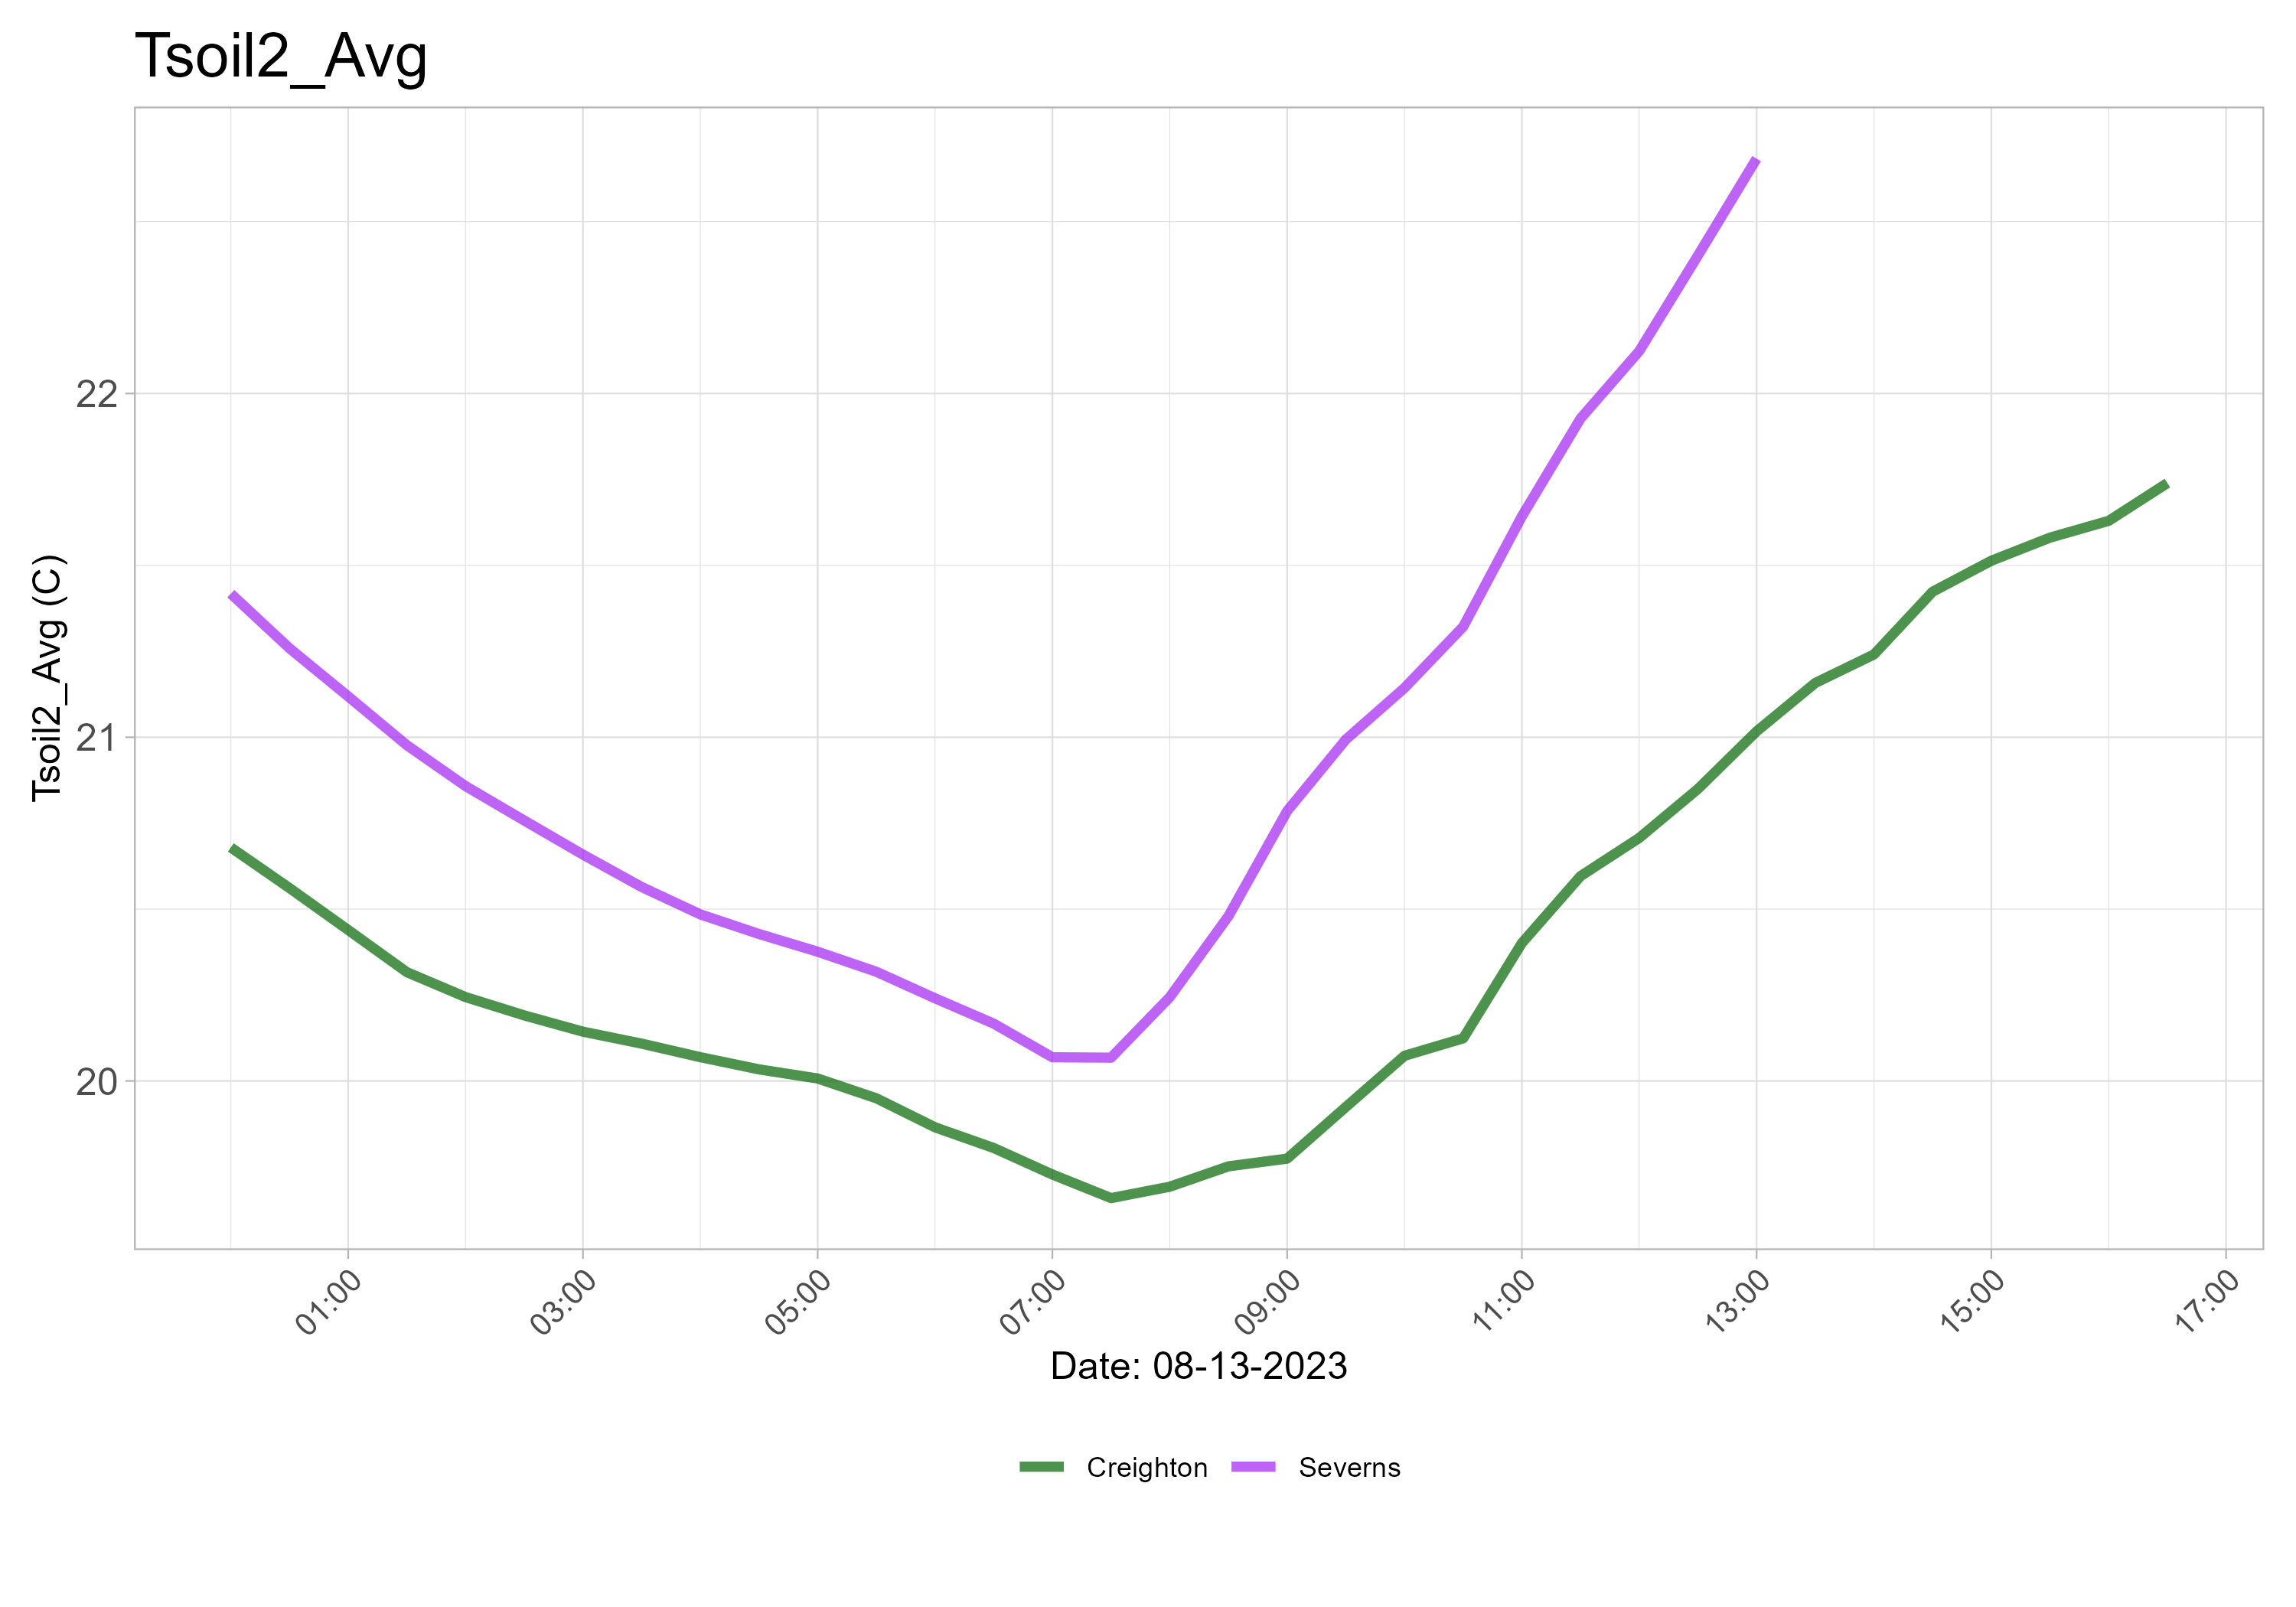 Tsoil2_Avg
Tsoil2_Avg (C)
22
21
20
01:00 03:00 05:00 07:00 09:00 11:00 13:00 15:00 17:00
Date: 08-13-2023
Creighton Severns